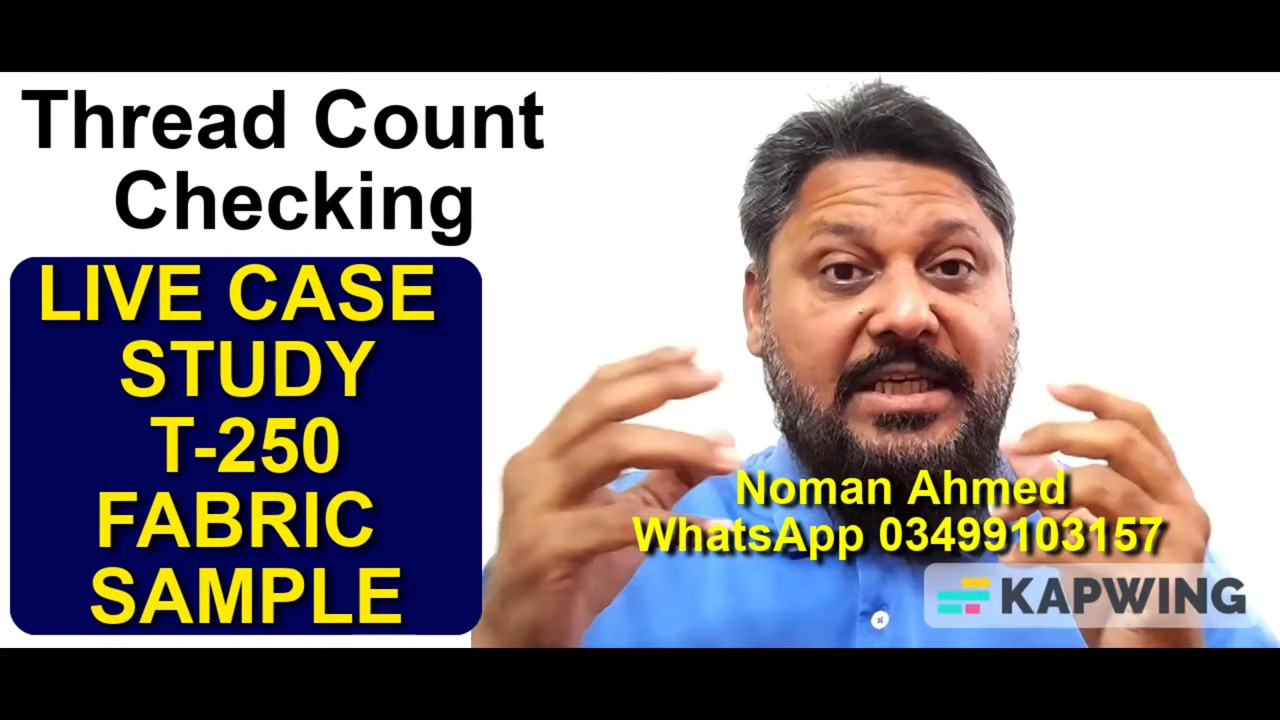 Thread Count
Checking
LIVE CASE
STUDY
T-250
FABRIC
SAMPLE
Noman Ahmed
WhatsApp 03499103157
KAPWING